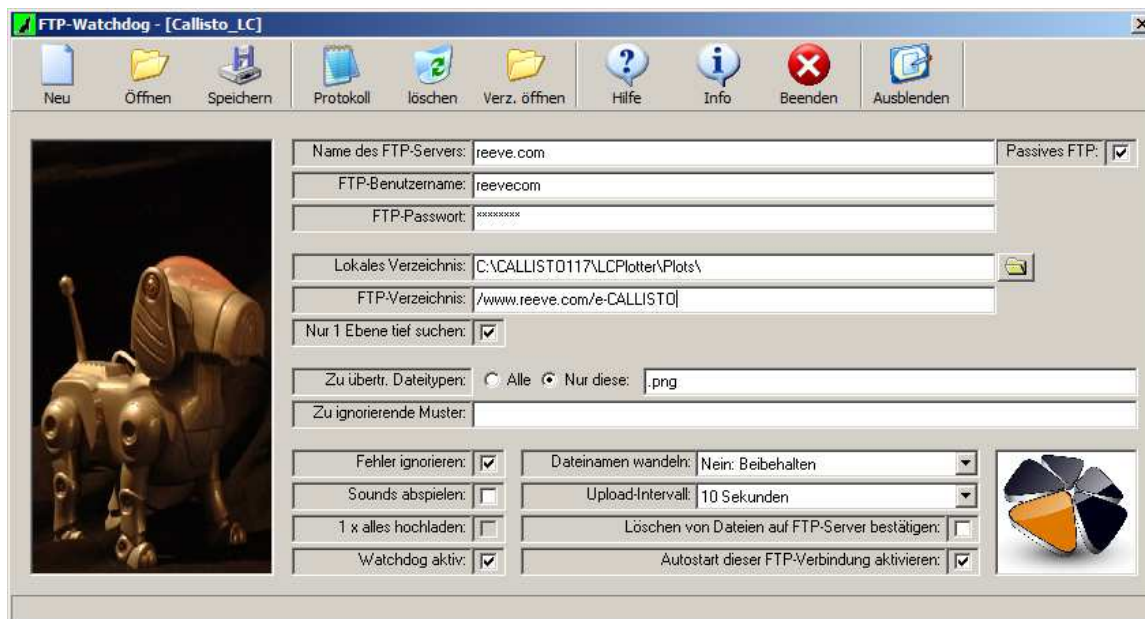 FTP-Watchdog - [Callisto_LC]
Neu Öffnen Speichern Protokoll löschen Verz. öffnen Hilfe Info Beenden Ausblenden
Name des FTP-Servers: reeve.com Passives FTP:
FTP-Benutzername: reevecom
FTP-Passwort: ********
Lokales Verzeichnis: C:\CALLISTO117\LCPlotter\Plots\
FTP-Verzeichnis: /www.reeve.com/e-CALLISTO
Nur 1 Ebene tief suchen:
Zu übertr. Dateitypen: Alle Nur diese: .png
Zu ignorierende Muster:
Fehler ignorieren: Dateinamen wandeln: Nein: Beibehalten
Sounds abspielen: Upload-Intervall: 10 Sekunden
1 x alles hochladen: Löschen von Dateien auf FTP-Server bestätigen:
Watchdog aktiv: Autostart dieser FTP-Verbindung aktivieren: